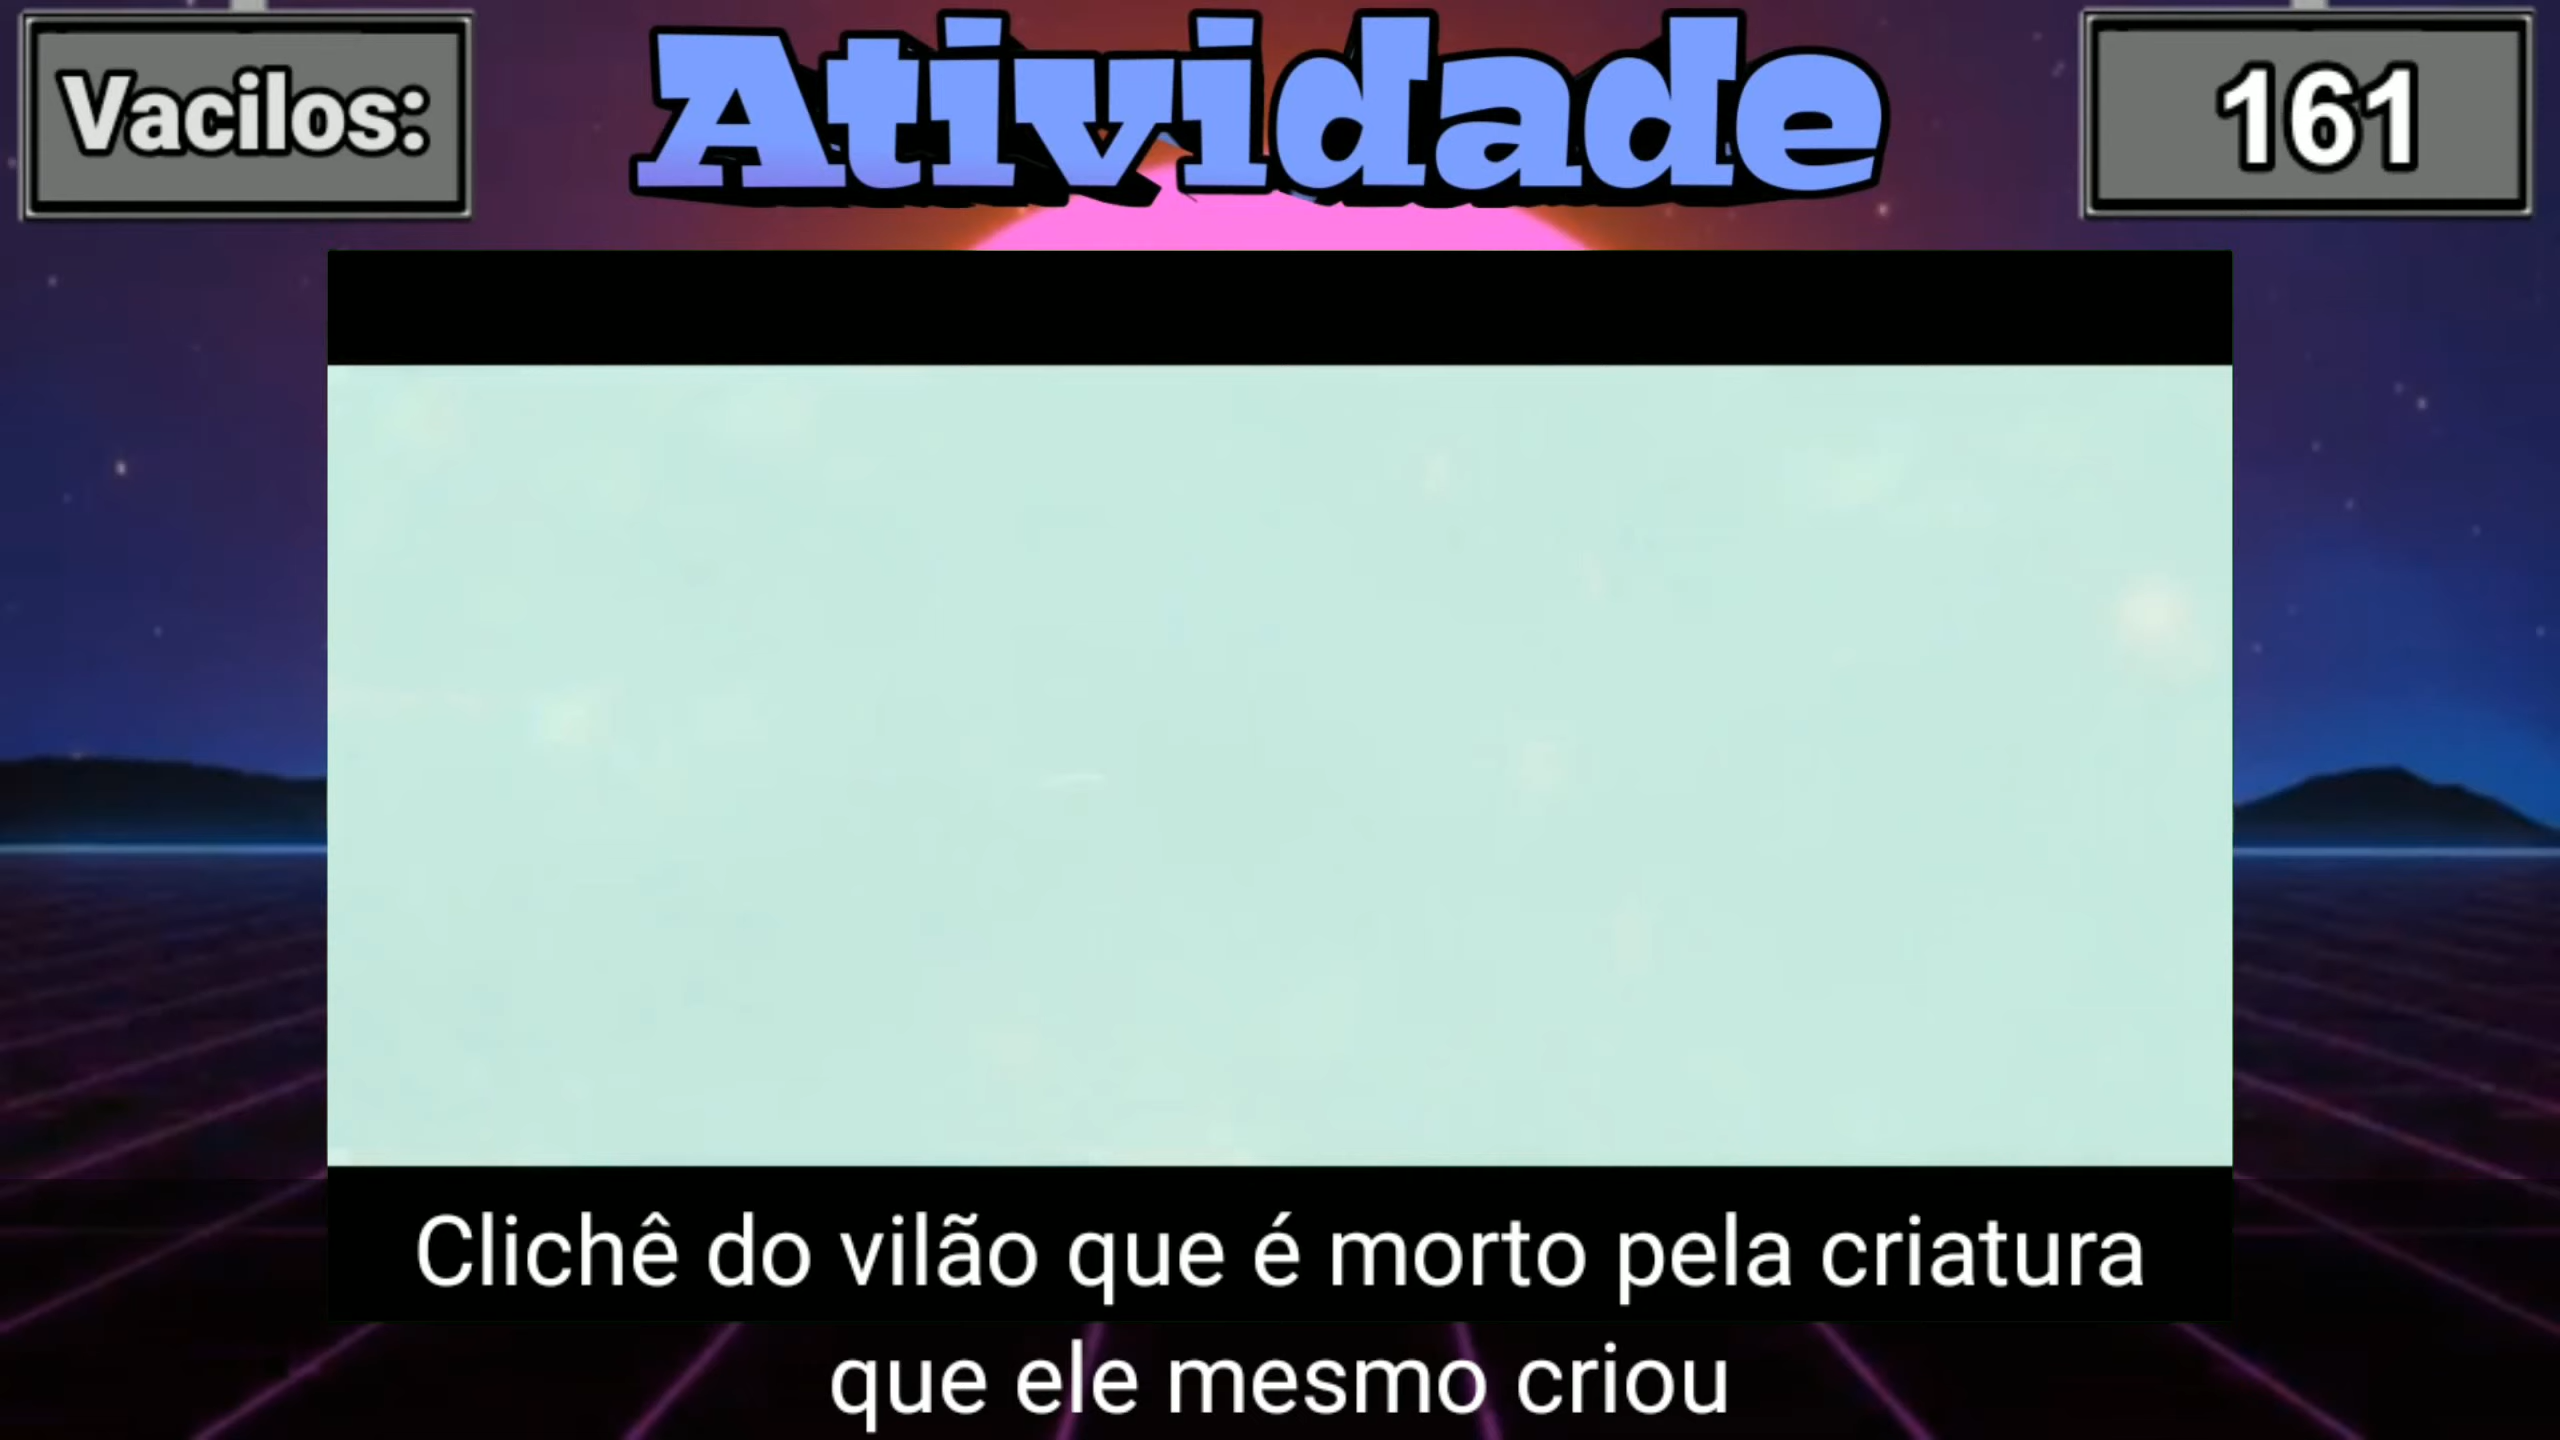 Vacilos:
Atividade
161
Clichê do vilão que é morto pela criatura
que ele mesmo criou